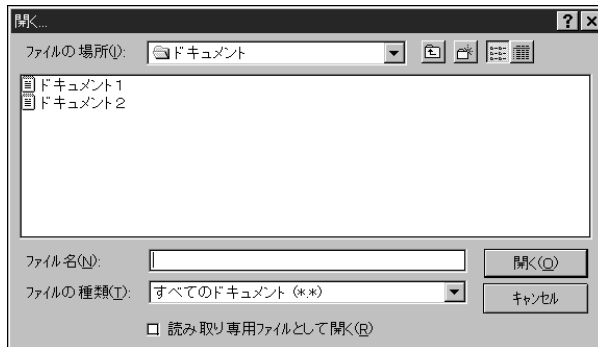 開く...
ファイルの場所(I): ドキュメント
ドキュメント1
ドキュメント2
ファイル名(N): 開く(O)
ファイルの種類(T): すべてのドキュメント (*.*) キャンセル
読み取り専用ファイルとして開く(R)